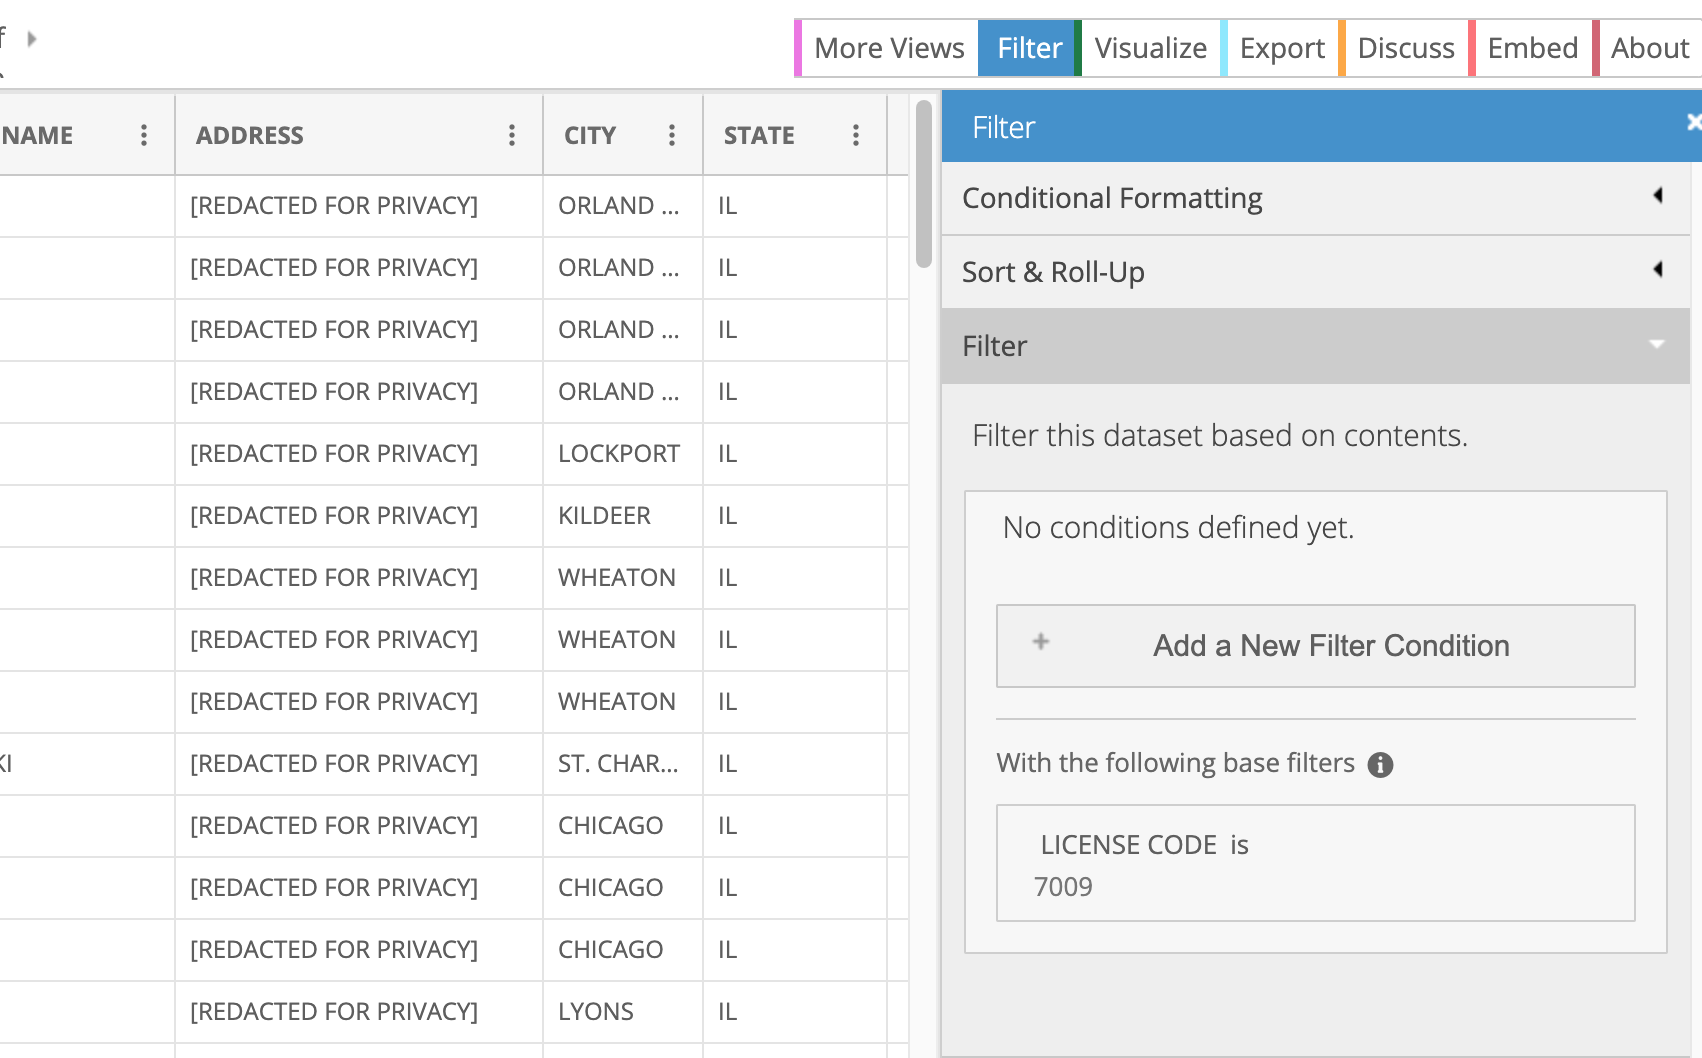 More Views Filter Visualize Export Discuss Embed About
NAME ADDRESS CITY STATE
[REDACTED FOR PRIVACY] ORLAND ... IL
[REDACTED FOR PRIVACY] ORLAND ... IL
[REDACTED FOR PRIVACY] ORLAND ... IL
[REDACTED FOR PRIVACY] ORLAND ... IL
[REDACTED FOR PRIVACY] LOCKPORT IL
[REDACTED FOR PRIVACY] KILDEER IL
[REDACTED FOR PRIVACY] WHEATON IL
[REDACTED FOR PRIVACY] WHEATON IL
[REDACTED FOR PRIVACY] WHEATON IL
KI [REDACTED FOR PRIVACY] ST. CHAR... IL
[REDACTED FOR PRIVACY] CHICAGO IL
[REDACTED FOR PRIVACY] CHICAGO IL
[REDACTED FOR PRIVACY] CHICAGO IL
[REDACTED FOR PRIVACY] LYONS IL
Filter
Conditional Formatting
Sort & Roll-Up
Filter
Filter this dataset based on contents.
No conditions defined yet.
+ Add a New Filter Condition
With the following base filters
LICENSE CODE is
7009